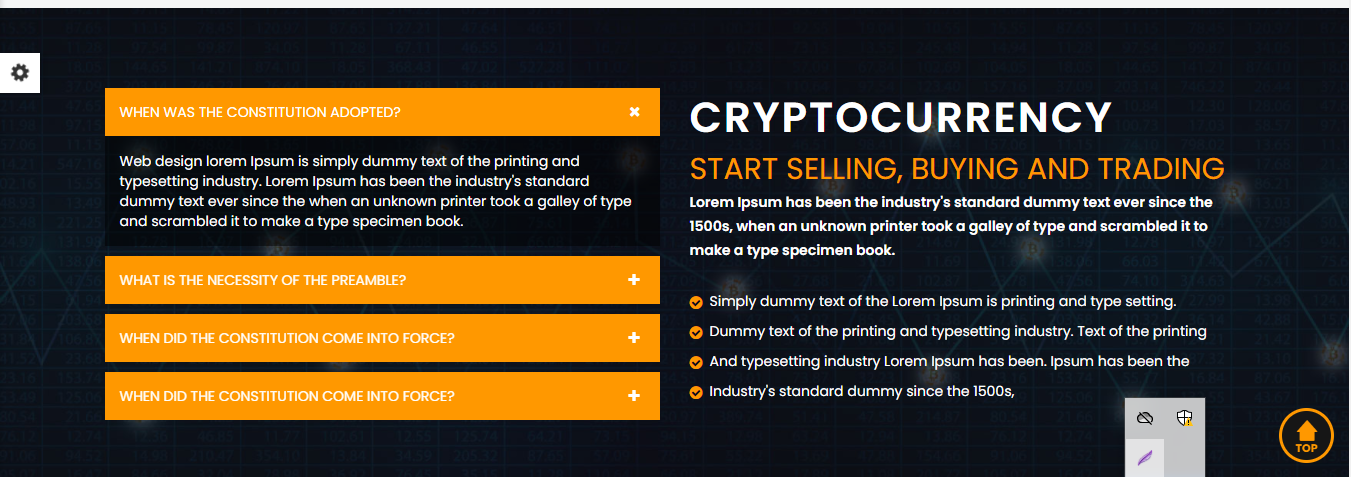 WHEN WAS THE CONSTITUTION ADOPTED?
Web design lorem Ipsum is simply dummy text of the printing and
typesetting industry. Lorem Ipsum has been the industry's standard
dummy text ever since the when an unknown printer took a galley of type
and scrambled it to make a type specimen book.
WHAT IS THE NECESSITY OF THE PREAMBLE?
WHEN DID THE CONSTITUTION COME INTO FORCE?
WHEN DID THE CONSTITUTION COME INTO FORCE?
CRYPTOCURRENCY
START SELLING, BUYING AND TRADING
Lorem Ipsum has been the industry's standard dummy text ever since the
1500s, when an unknown printer took a galley of type and scrambled it to
make a type specimen book.
Simply dummy text of the Lorem Ipsum is printing and type setting.
Dummy text of the printing and typesetting industry. Text of the printing
And typesetting industry Lorem Ipsum has been. Ipsum has been the
Industry's standard dummy since the 1500s,
TOP